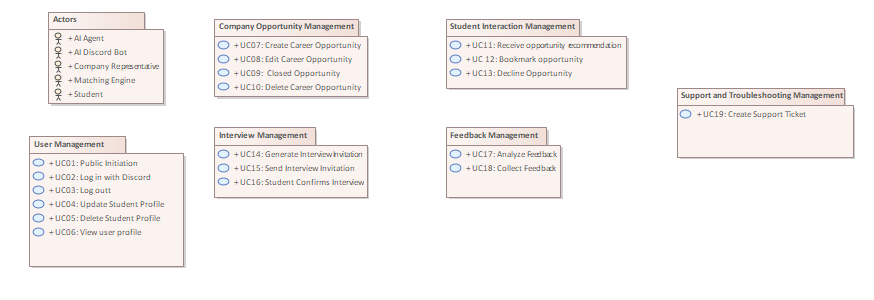 Actors
+ AI Agent
+ AI Discord Bot
+ Company Representative
+ Matching Engine
+ Student
User Management
+ UC01: Public Initiation
+ UC02: Log in with Discord
+ UC03: Log outt
+ UC04: Update Student Profile
+ UC05: Delete Student Profile
+ UC06: View user profile
Company Opportunity Management
+ UC07: Create Career Opportunity
+ UC08: Edit Career Opportunity
+ UC09: Closed Opportunity
+ UC10: Delete Career Opportunity
Interview Management
+ UC14: Generate Interview Invitation
+ UC15: Send Interview Invitation
+ UC16: Student Confirms Interview
Student Interaction Management
+ UC11: Receive opportunity recommendation
+ UC 12: Bookmark opportunity
+ UC13: Decline Opportunity
Feedback Management
+ UC17: Analyze Feedback
+ UC18: Collect Feedback
Support and Troubleshooting Management
+ UC19: Create Support Ticket